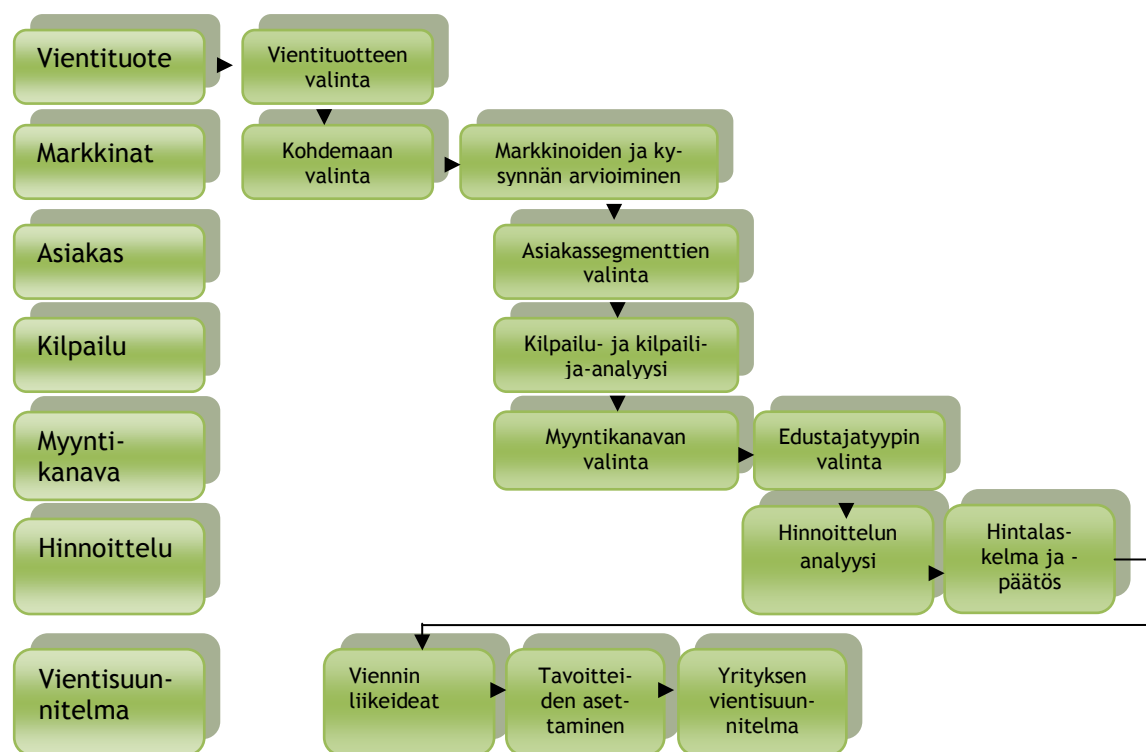 Vientituote
Vientituotteen
valinta
Markkinat
Kohdemaan
valinta
Markkinoiden ja ky-
synnän arvioiminen
Asiakas
Asiakassegmenttien
valinta
Kilpailu
Kilpailu- ja kilpaili-
ja-analyysi
Myynti-
kanava
Myyntikanavan
valinta
Edustajatyypin
valinta
Hinnoittelu
Hinnoittelun
analyysi
Hintalas-
kelma ja -
päätös
Vientisuun-
nitelma
Viennin
liikeideat
Tavoittei-
den aset-
taminen
Yrityksen
vientisuun-
nitelma